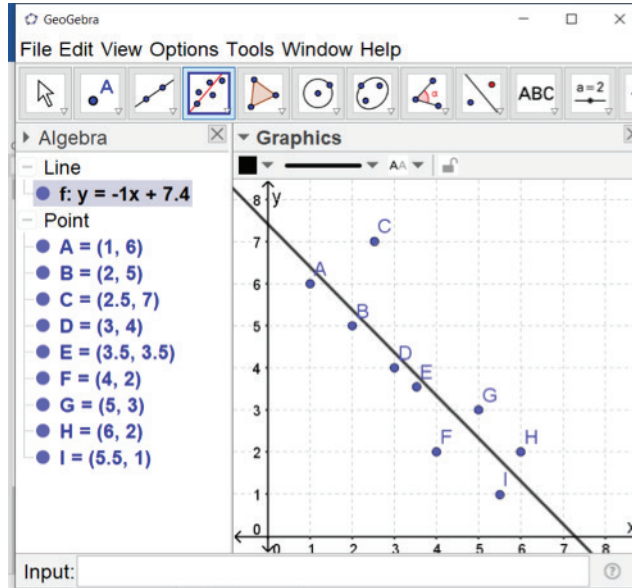 GeoGebra
File Edit View Options Tools Window Help
A
α
ABC
a = 2
Algebra
Graphics
Line
AA
f: y = -1x + 7.4
Point
A = (1, 6)
B = (2, 5)
C = (2.5, 7)
D = (3, 4)
E = (3.5, 3.5)
F = (4, 2)
G = (5, 3)
H = (6, 2)
I = (5.5, 1)
y
8
7
C
A
6
B
5
D
4
E
G
3
F
H
2
I
1
0
x
0 1 2 3 4 5 6 7 8
Input: